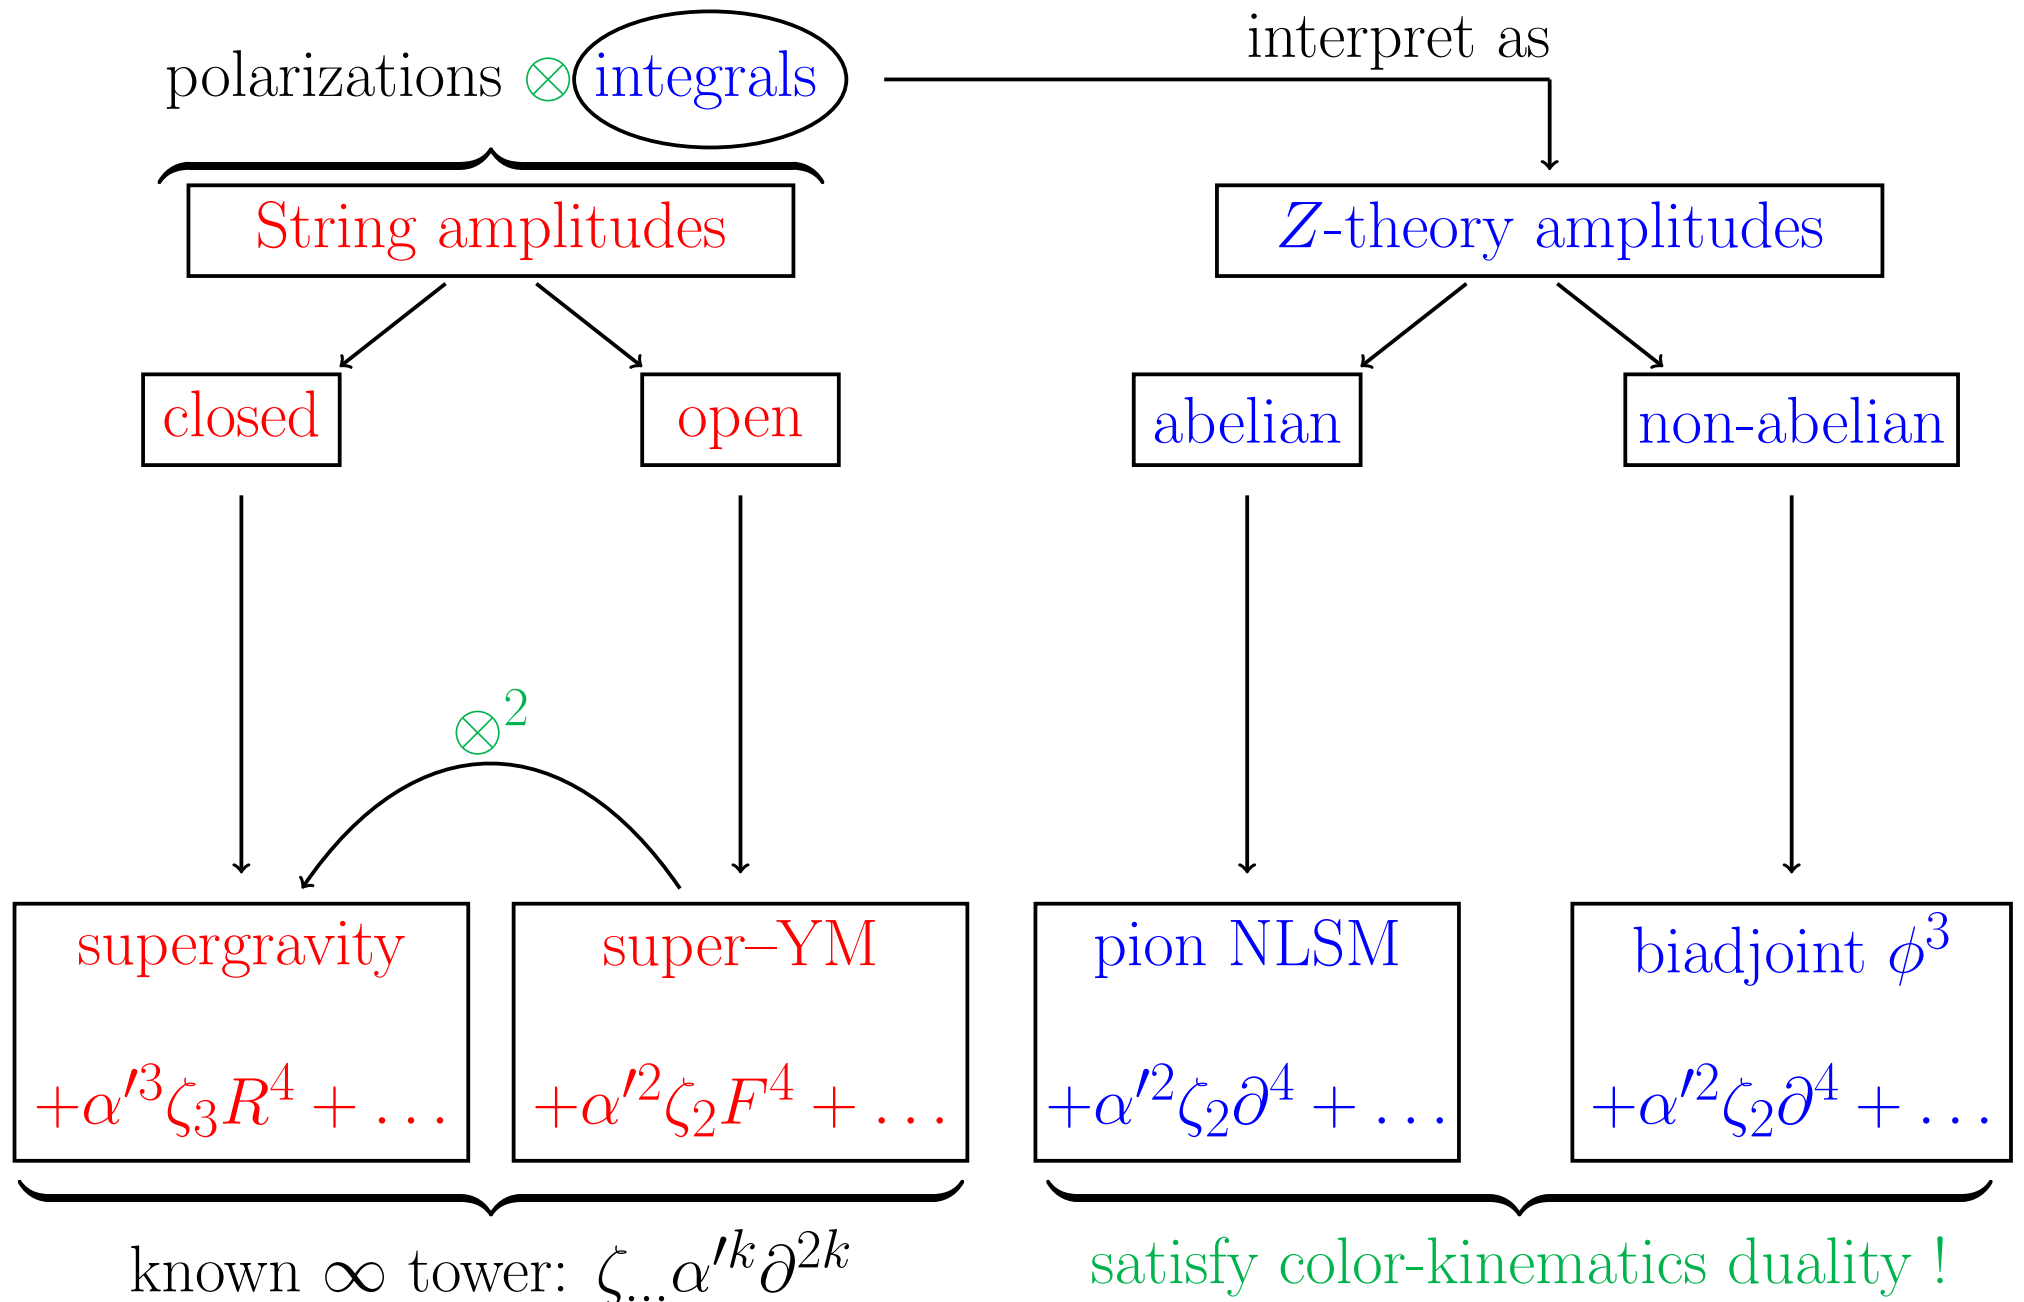 interpret as
polarizations ⊗ integrals
String amplitudes
Z-theory amplitudes
closed
open
abelian
non-abelian
⊗²
supergravity
+α′³ζ₃R⁴ + …
super–YM
+α′²ζ₂F⁴ + …
pion NLSM
+α′²ζ₂∂⁴ + …
biadjoint ϕ³
+α′²ζ₂∂⁴ + …
known ∞ tower: ζ…α′ᵏ∂²ᵏ
satisfy color-kinematics duality !